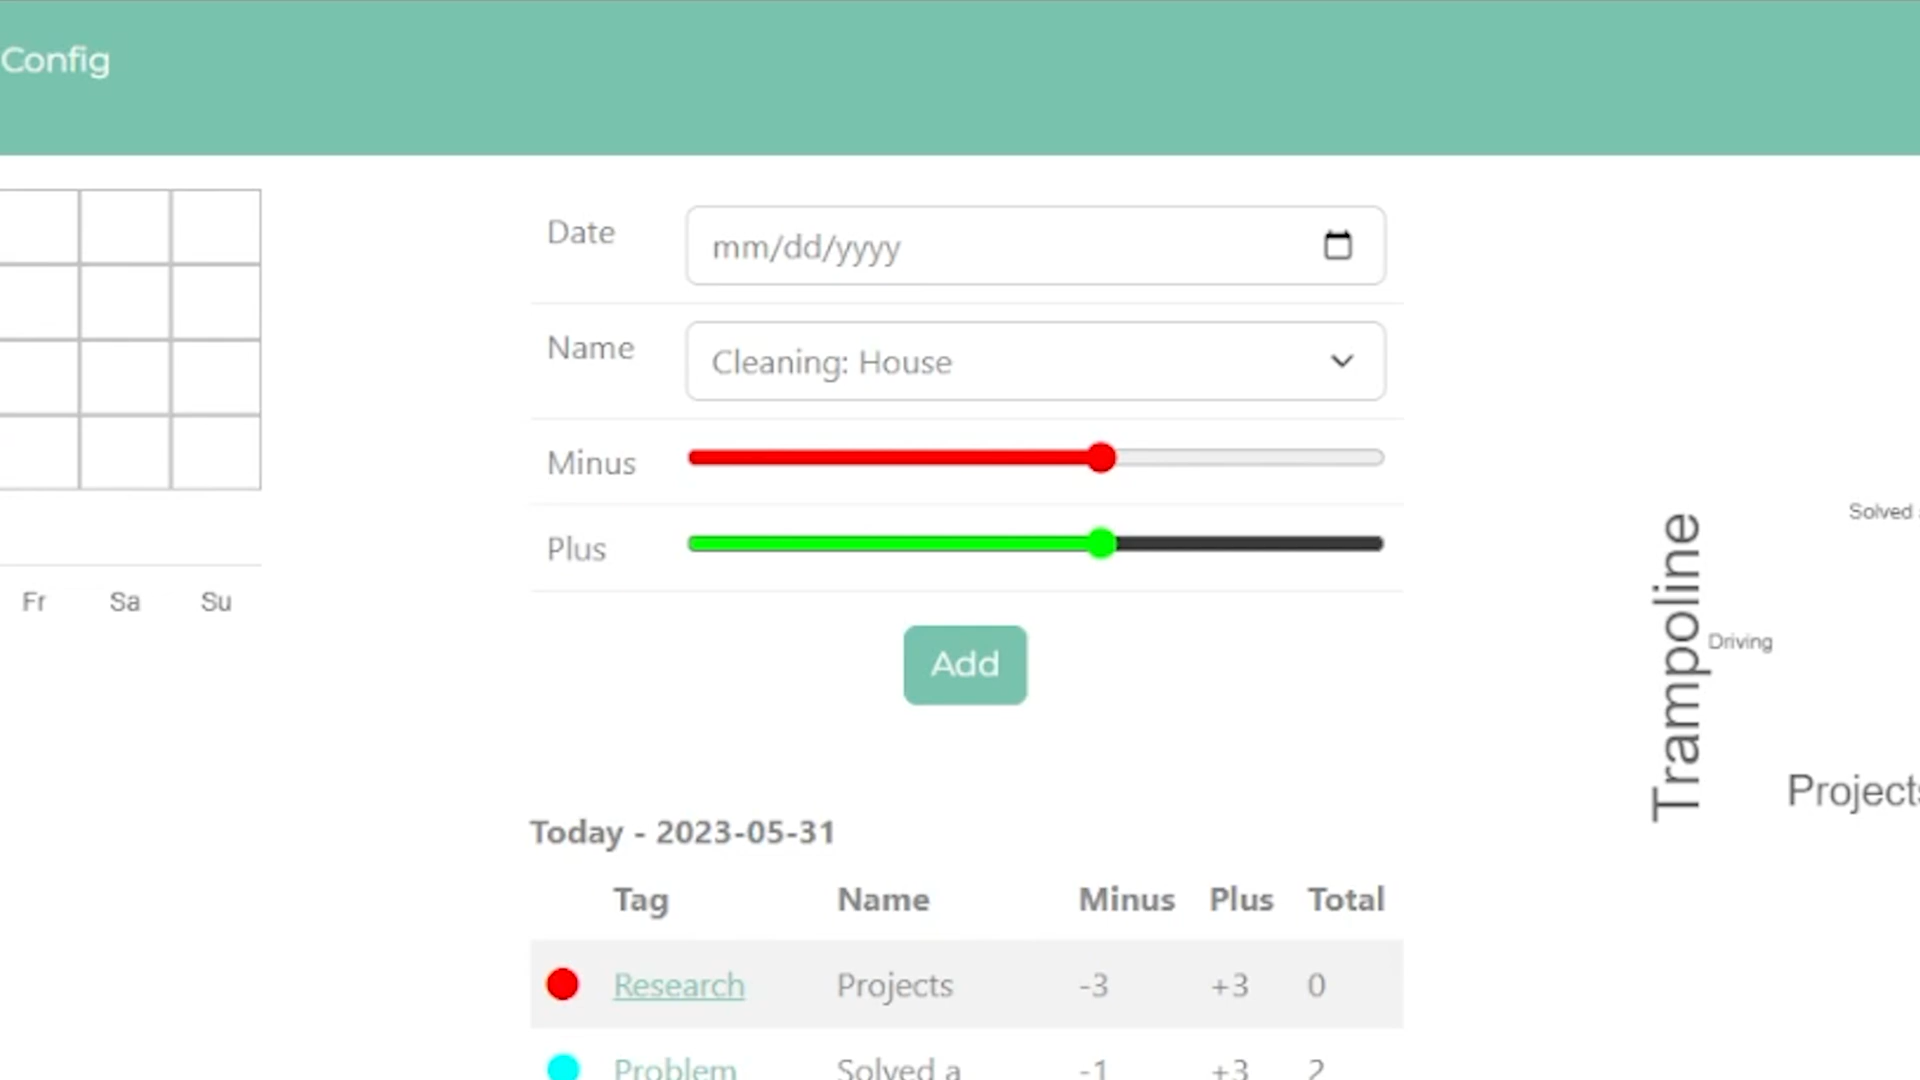 Config
Date
mm/dd/yyyy
Name
Cleaning: House
Minus
Plus
Add
Fr Sa Su
Solved
Trampoline
Driving
Projects
Today - 2023-05-31
Tag Name Minus Plus Total
Research Projects -3 +3 0
Problem Solved a -1 +3 2